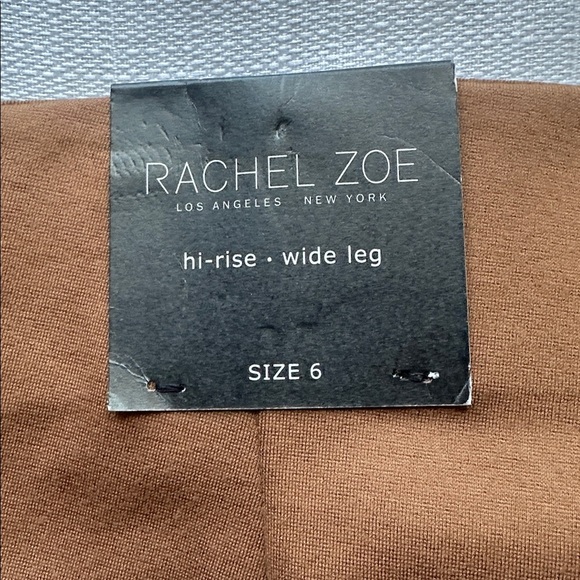 RACHEL ZOE
LOS ANGELES NEW YORK
hi-rise • wide leg
SIZE 6